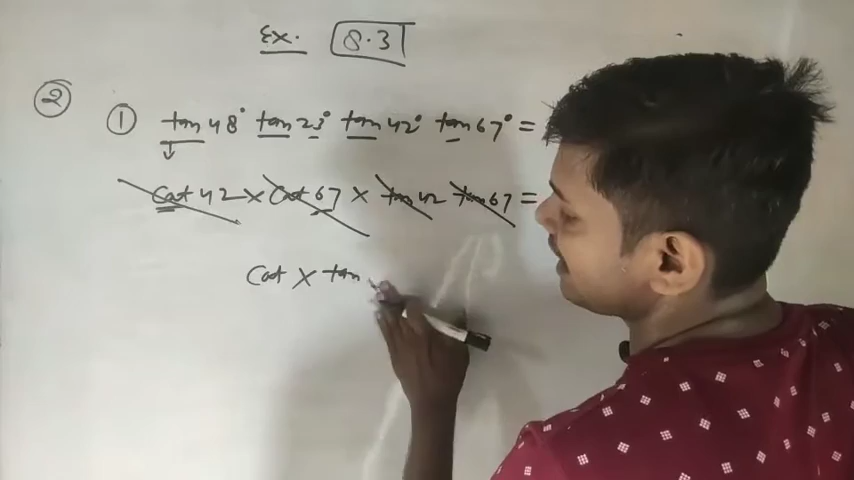 Ex. 8.3
② ① tan 48° tan 23° tan 42° tan 67° =
Cot 42 × Cot 67 × tan 42 tan 67 =
Cot × tan